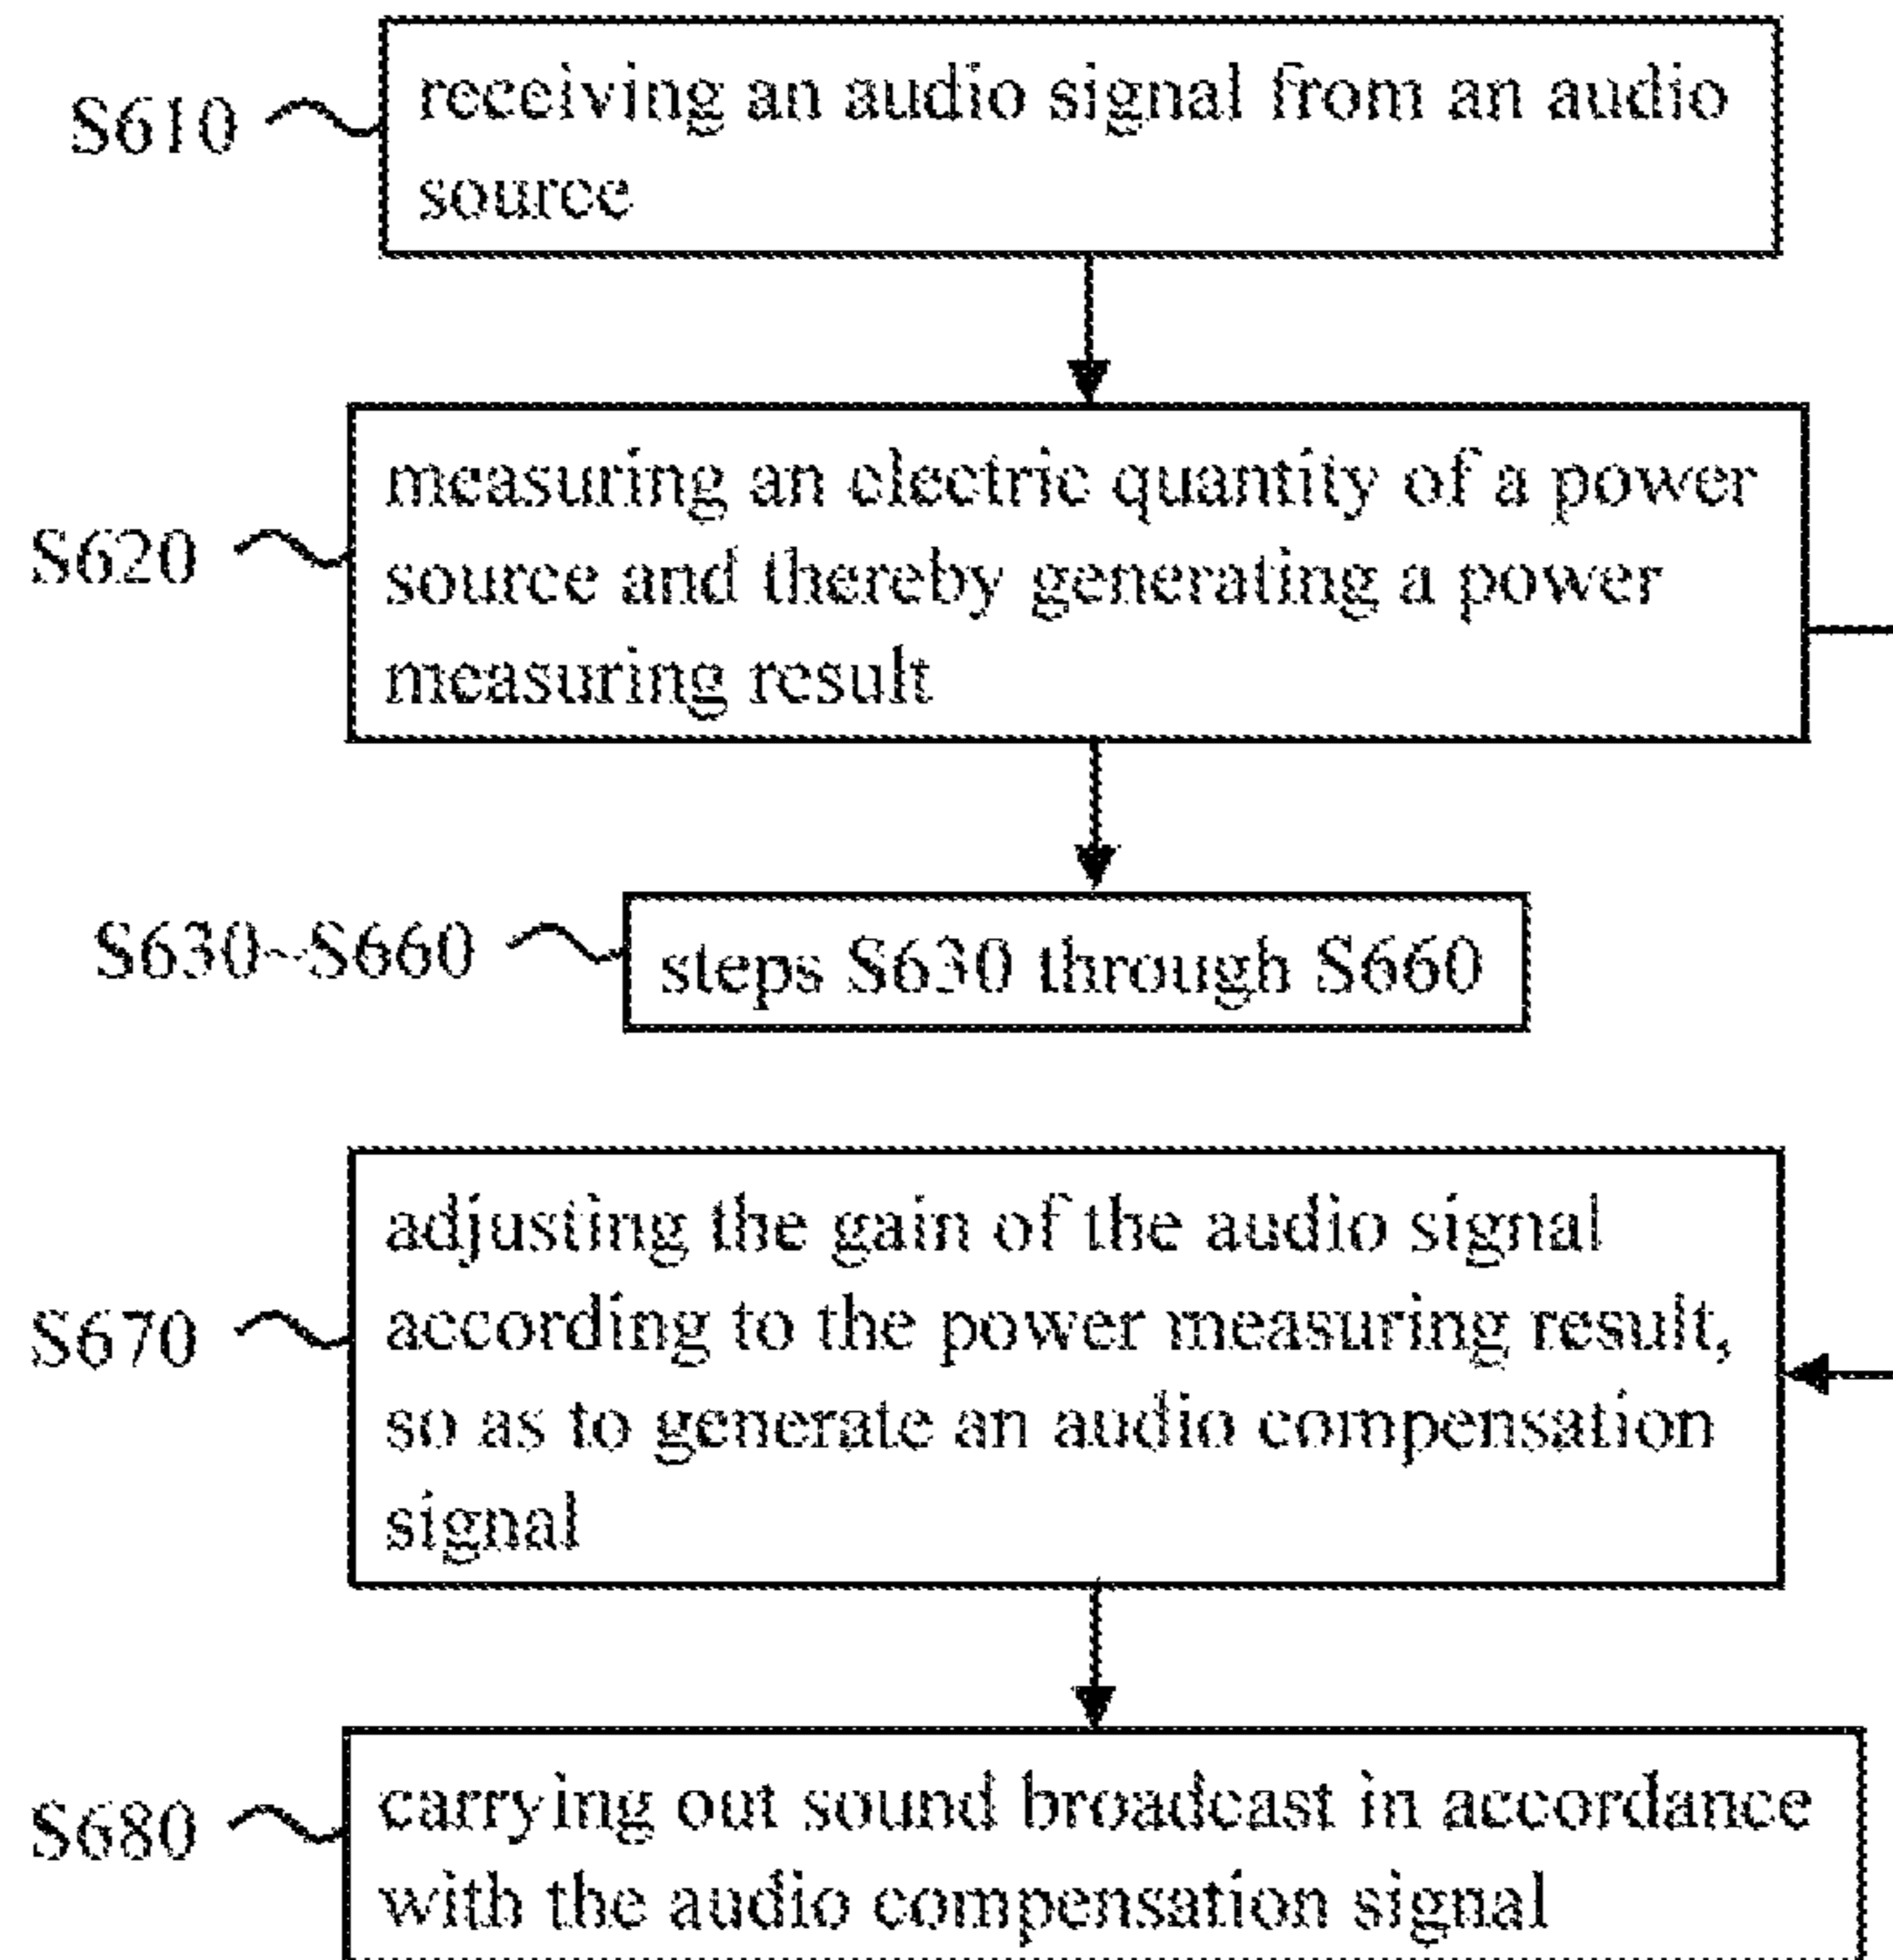 S610
receiving an audio signal from an audio
source
S620
measuring an electric quantity of a power
source and thereby generating a power
measuring result
S630~S660
steps S630 through S660
S670
adjusting the gain of the audio signal
according to the power measuring result,
so as to generate an audio compensation
signal
S680
carrying out sound broadcast in accordance
with the audio compensation signal